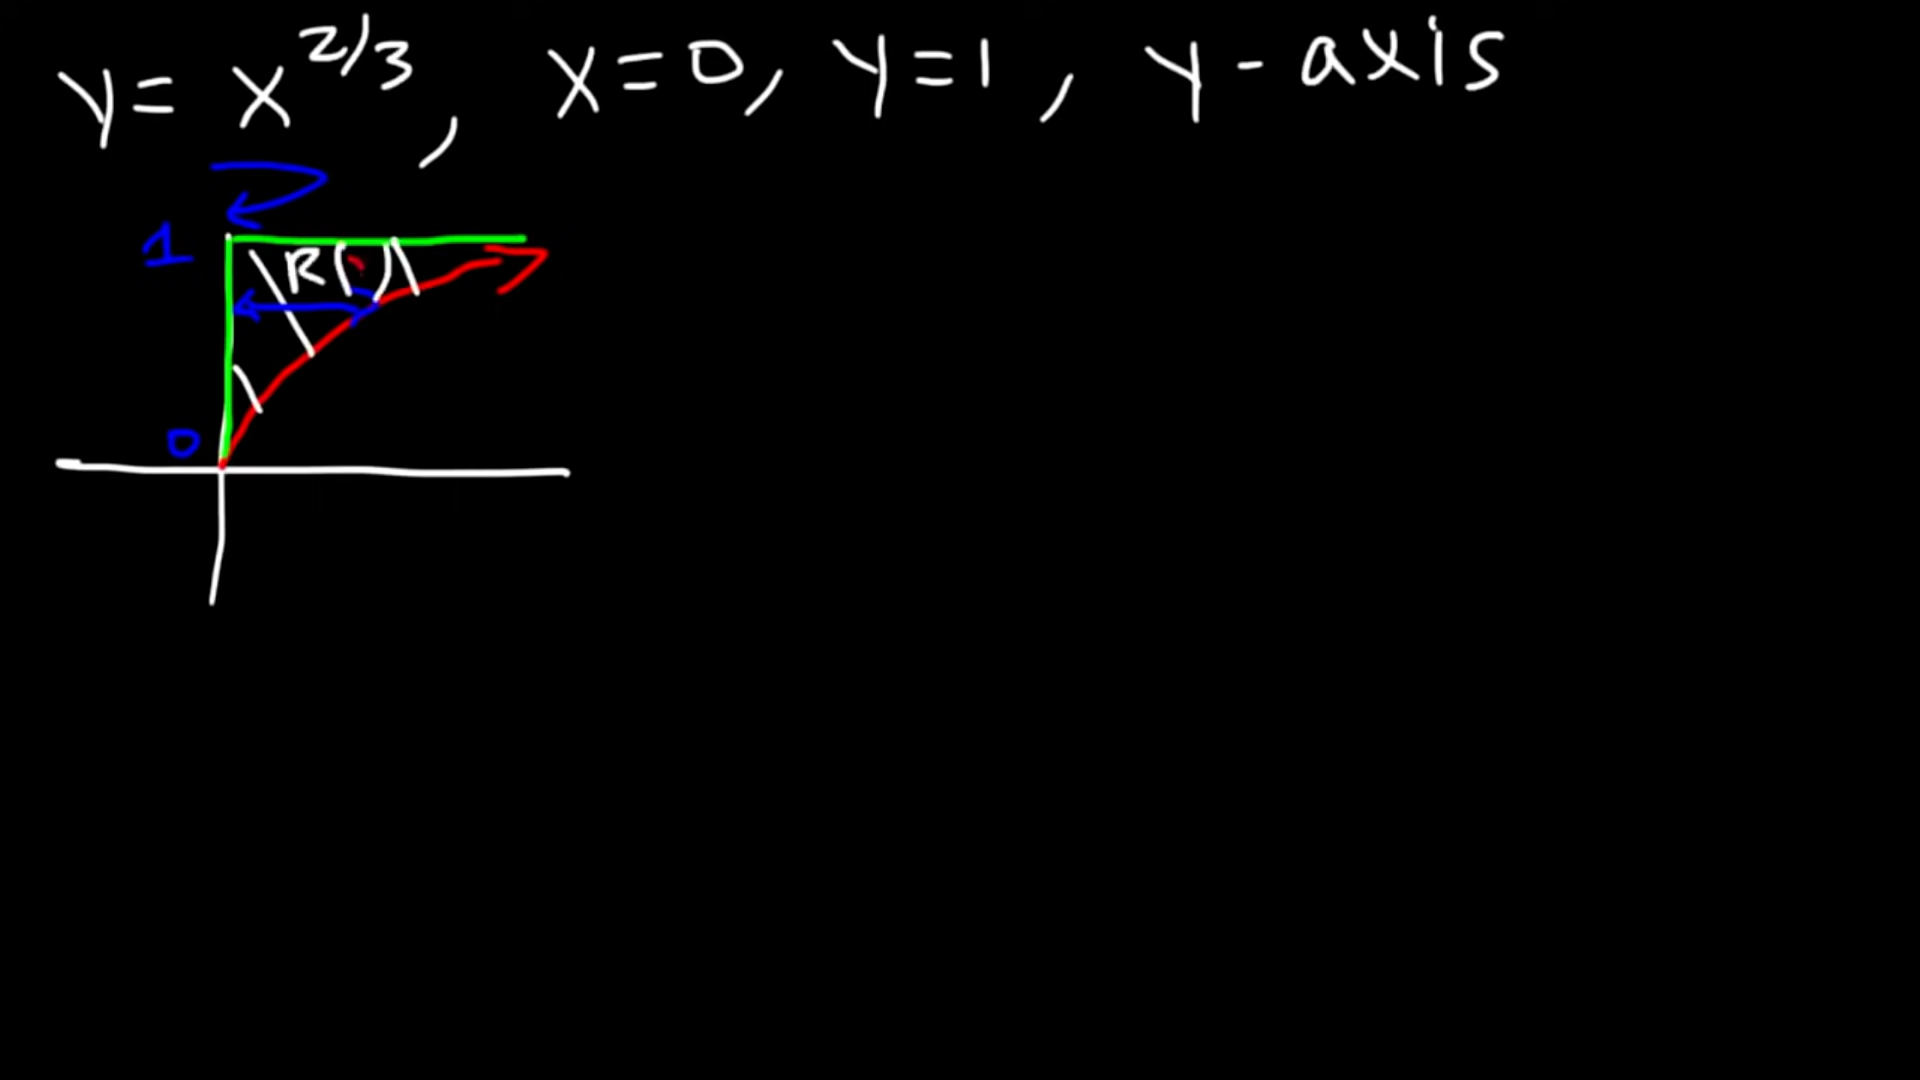 y = x^2/3, x=0, y=1, y-axis
1
R( )
0